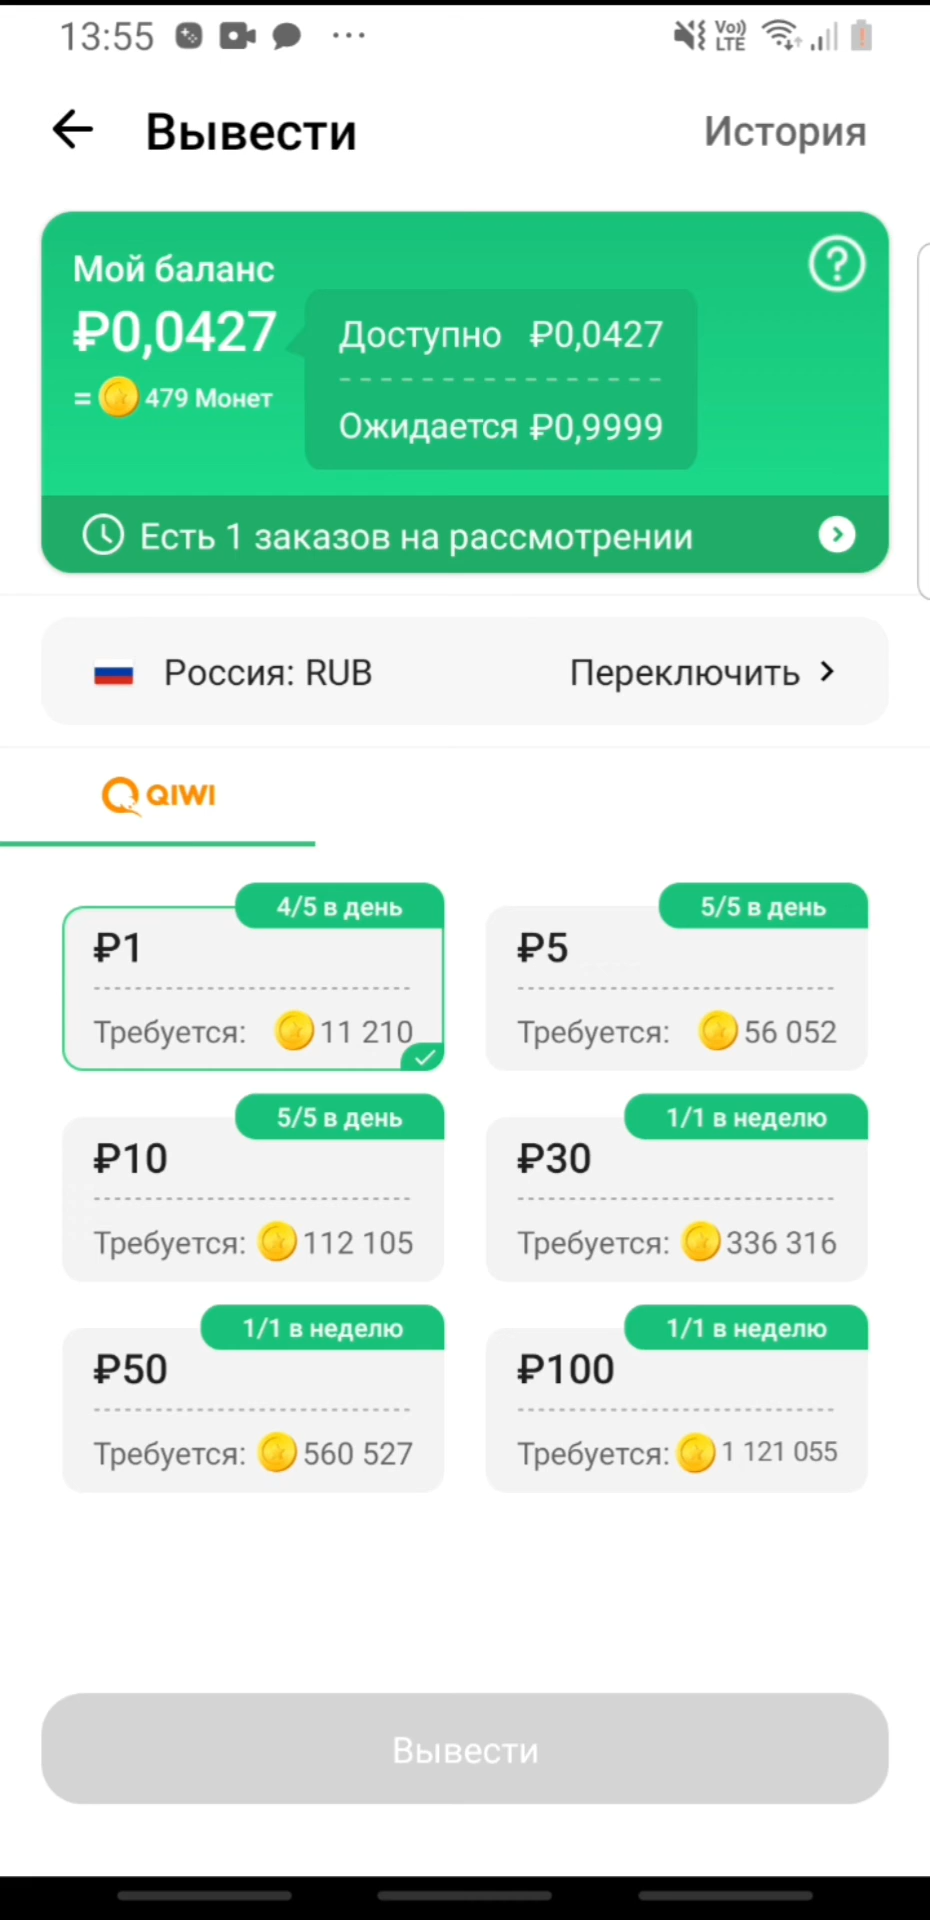 13:55 Vo)) LTE
Вывести
История
Мой баланс
₽0,0427
= 479 Монет
Доступно ₽0,0427
Ожидается ₽0,9999
Есть 1 заказов на рассмотрении
Россия: RUB
Переключить
QIWI
4/5 в день
₽1
Требуется: 11 210
5/5 в день
₽5
Требуется: 56 052
5/5 в день
₽10
Требуется: 112 105
1/1 в неделю
₽30
Требуется: 336 316
1/1 в неделю
₽50
Требуется: 560 527
1/1 в неделю
₽100
Требуется: 1 121 055
Вывести